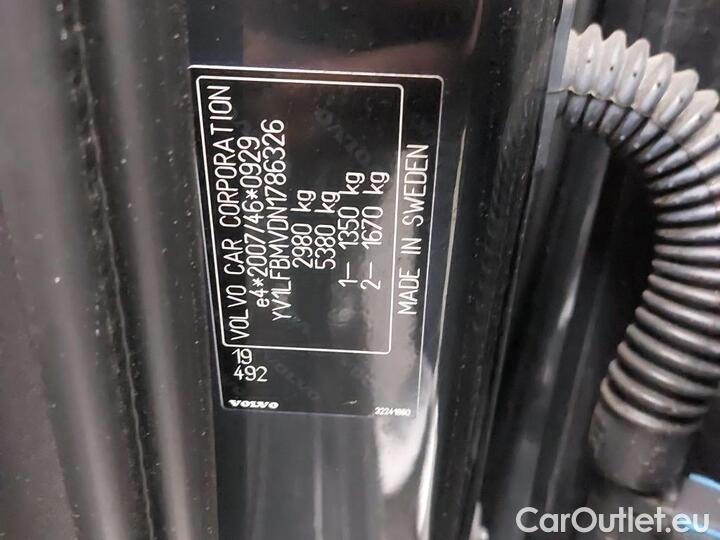 VOLVO CAR CORPORATION
e4*2007/46*0929
YV1LFBMVDN1786326
2980 kg
5380 kg
1– 1350 kg
2– 1670 kg
MADE IN SWEDEN
19
492
VOLVO
VOLVO
CarOutlet.eu